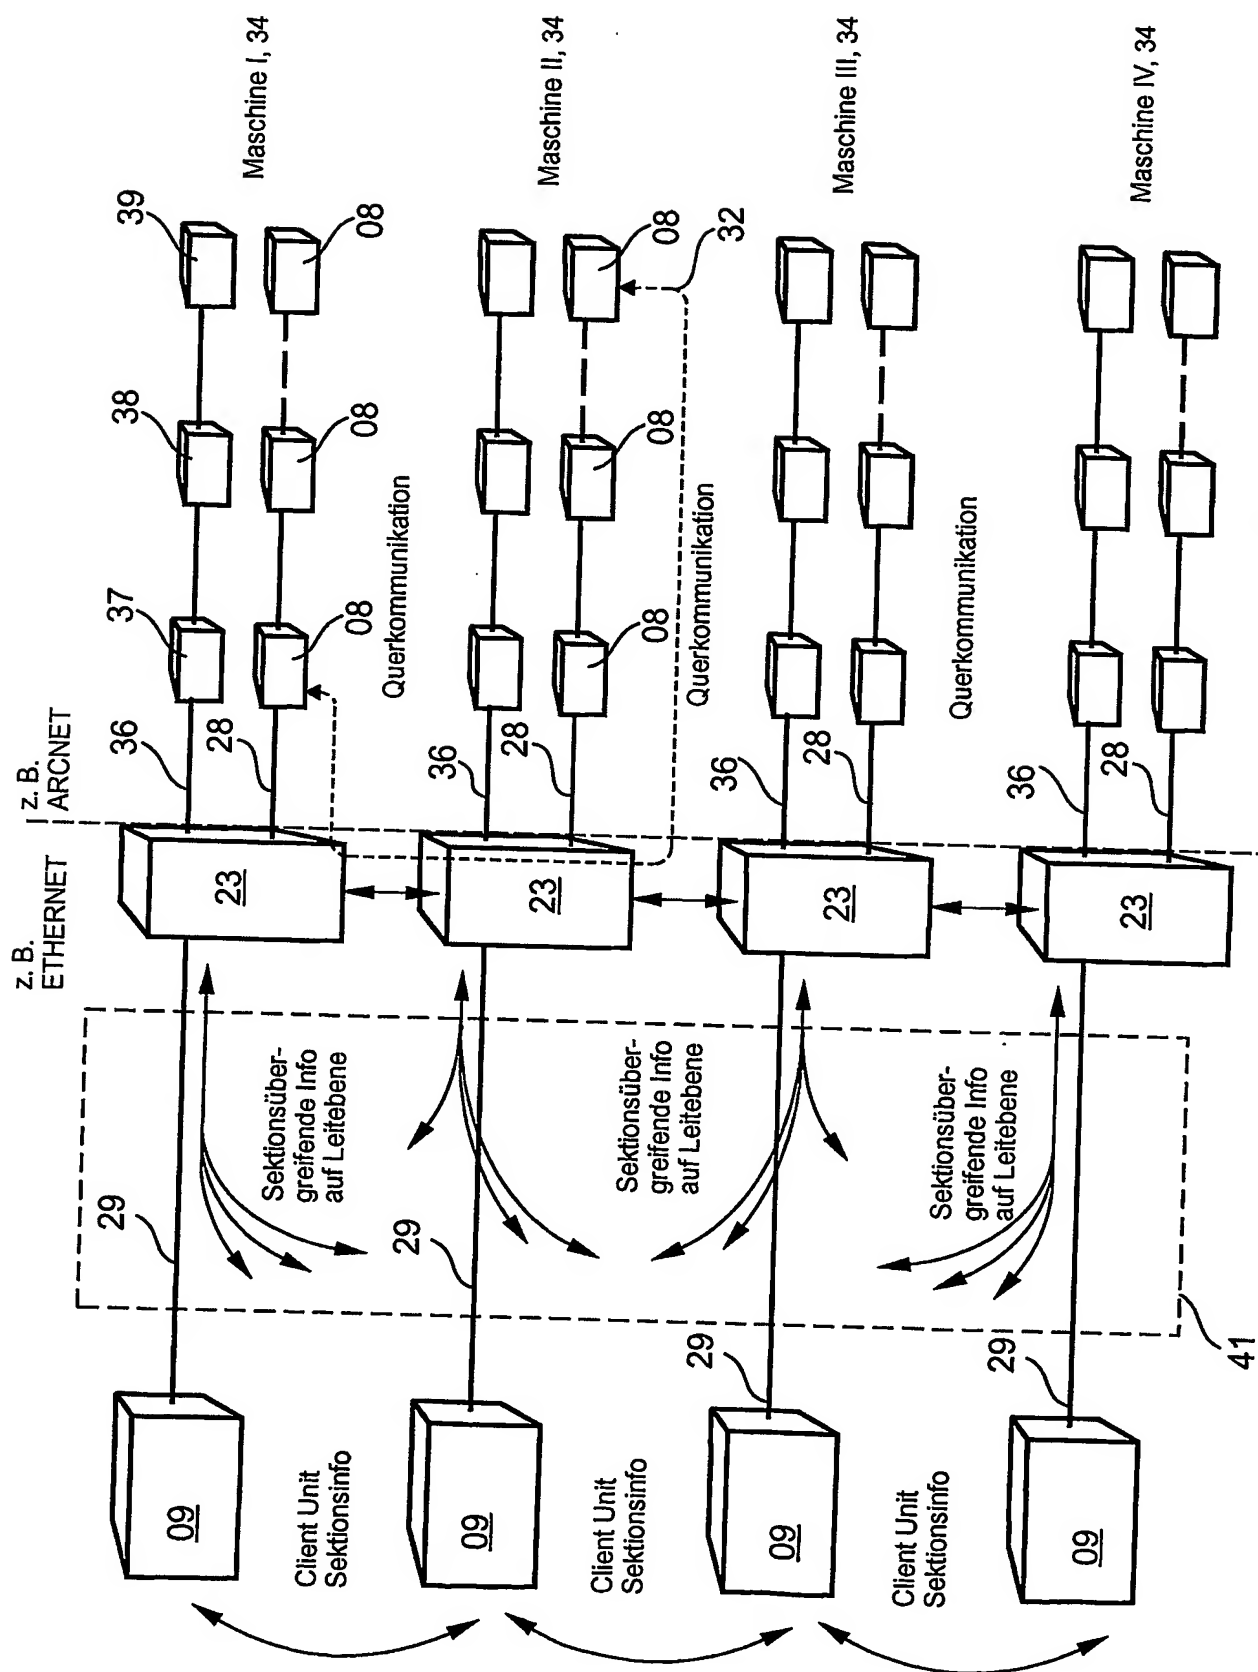 z. B.
ETHERNET
z. B.
ARCNET
29
36
37
38
39
09
23
28
08
08
08
Maschine I, 34
Client Unit
Sektionsinfo
Sektionsüber-
greifende Info
auf Leitebene
Querkommunikation
29
36
09
23
28
08
08
08
Maschine II, 34
32
Client Unit
Sektionsinfo
Sektionsüber-
greifende Info
auf Leitebene
Querkommunikation
29
36
09
23
28
Maschine III, 34
Client Unit
Sektionsinfo
Sektionsüber-
greifende Info
auf Leitebene
Querkommunikation
29
36
09
23
28
Maschine IV, 34
41